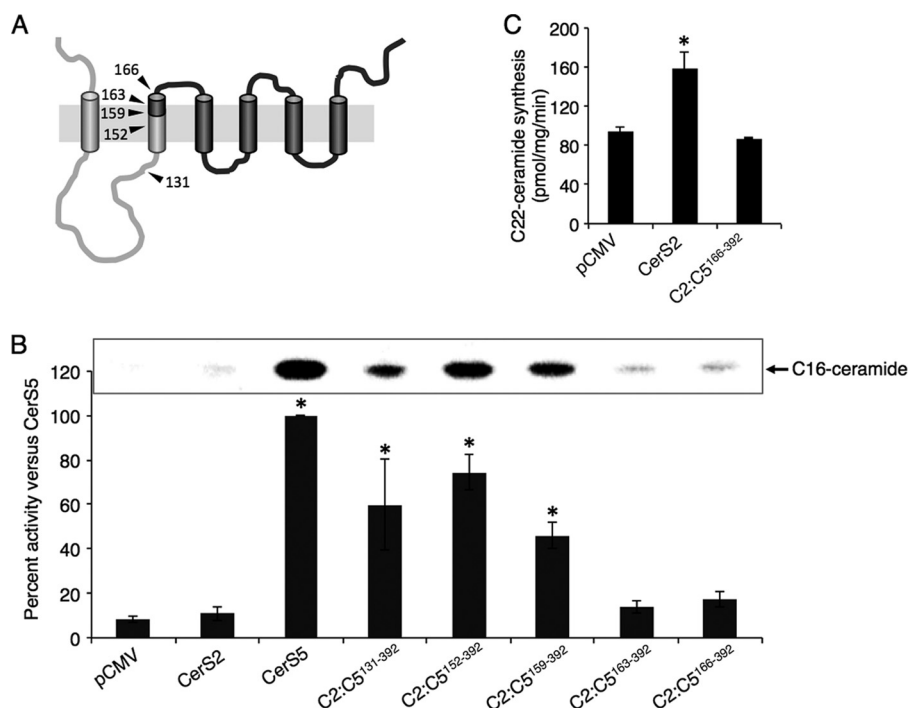 A
166
163
159
152
131
C
C22-ceramide synthesis
(pmol/mg/min)
200
160
120
80
40
0
*
pCMV
CerS2
C2:C5166-392
B
C16-ceramide
Percent activity versus CerS5
120
100
80
60
40
20
0
*
*
*
*
pCMV
CerS2
CerS5
C2:C5131-392
C2:C5152-392
C2:C5159-392
C2:C5163-392
C2:C5166-392